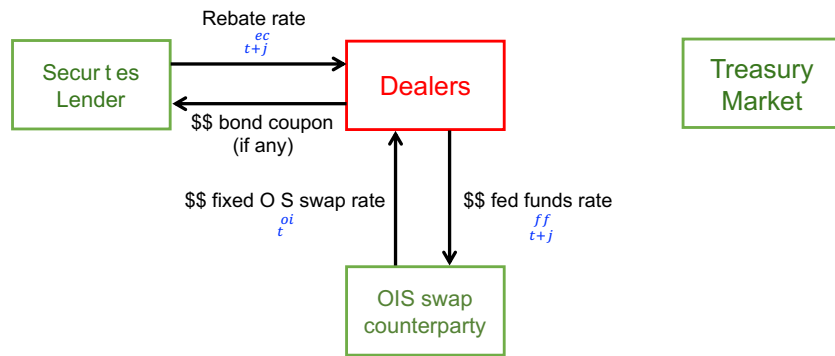 Rebate rate
ec
t+j
Secur t es
Lender
Dealers
Treasury
Market
$$ bond coupon
(if any)
$$ fixed O S swap rate
oi
t
$$ fed funds rate
ff
t+j
OIS swap
counterparty